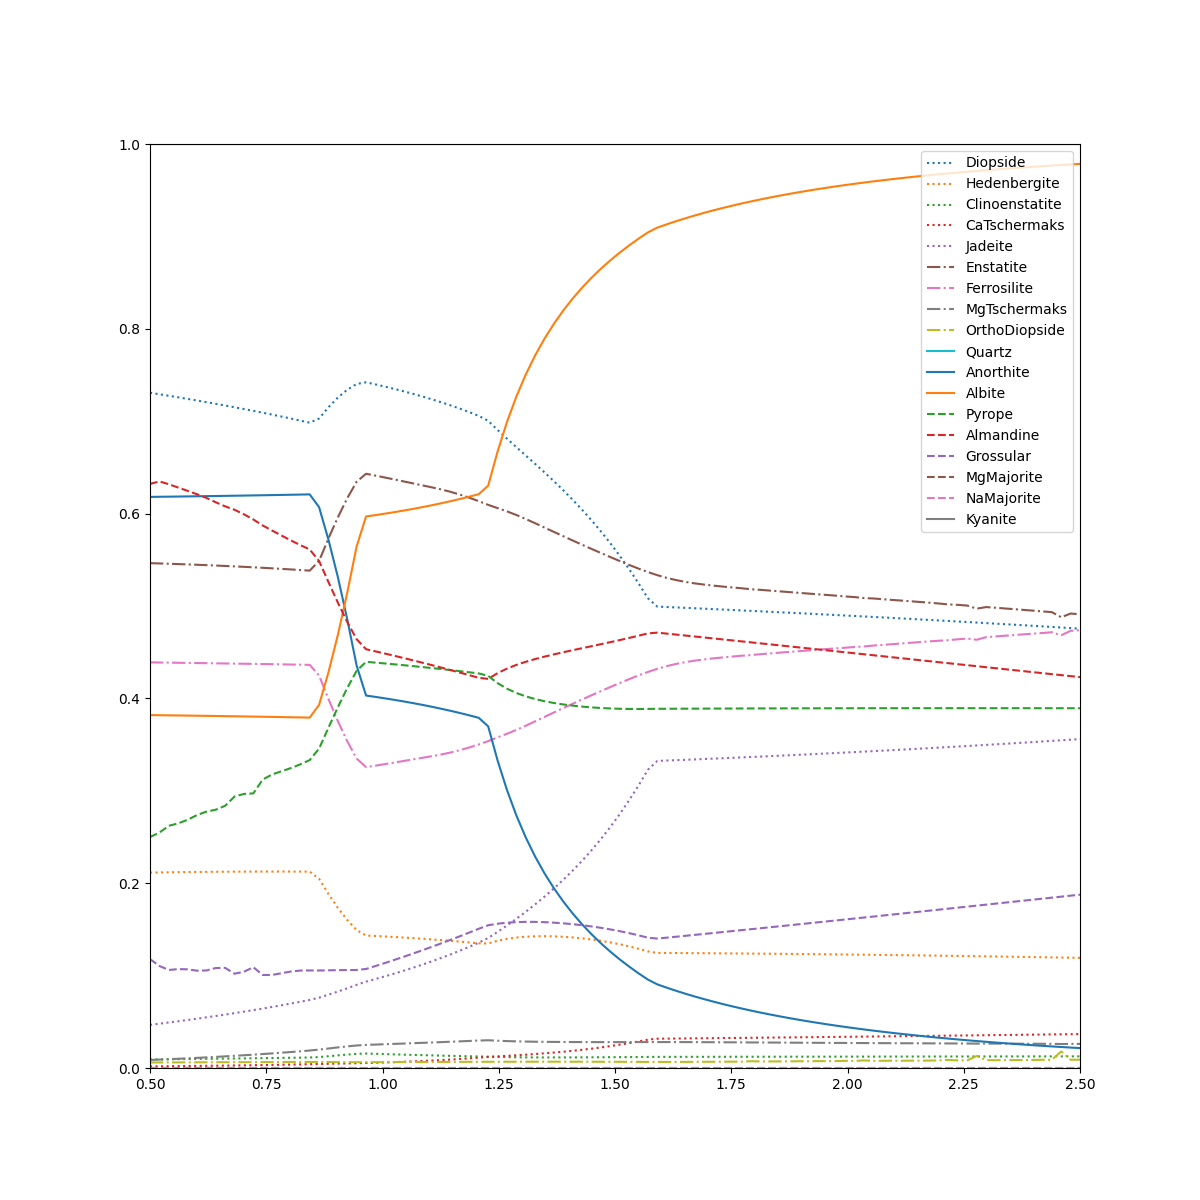 1.0
0.8
0.6
0.4
0.2
0.0
0.50 0.75 1.00 1.25 1.50 1.75 2.00 2.25 2.50
Diopside
Hedenbergite
Clinoenstatite
CaTschermaks
Jadeite
Enstatite
Ferrosilite
MgTschermaks
OrthoDiopside
Quartz
Anorthite
Albite
Pyrope
Almandine
Grossular
MgMajorite
NaMajorite
Kyanite